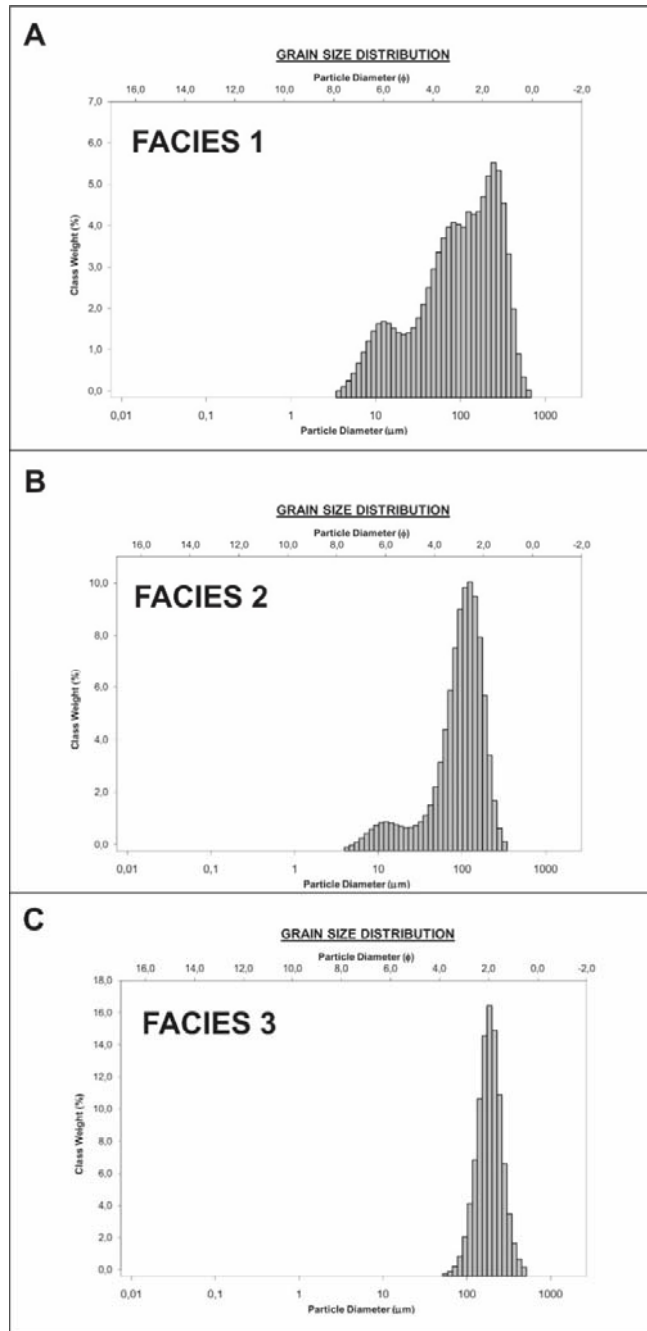 A
GRAIN SIZE DISTRIBUTION
Particle Diameter (ϕ)
16,0 14,0 12,0 10,0 8,0 6,0 4,0 2,0 0,0 -2,0
FACIES 1
Class Weight (%)
7,0
6,0
5,0
4,0
3,0
2,0
1,0
0,0
0,01 0,1 1 10 100 1000
Particle Diameter (μm)
B
GRAIN SIZE DISTRIBUTION
Particle Diameter (ϕ)
16,0 14,0 12,0 10,0 8,0 6,0 4,0 2,0 0,0 -2,0
FACIES 2
Class Weight (%)
10,0
8,0
6,0
4,0
2,0
0,0
0,01 0,1 1 10 100 1000
Particle Diameter (μm)
C
GRAIN SIZE DISTRIBUTION
Particle Diameter (ϕ)
16,0 14,0 12,0 10,0 8,0 6,0 4,0 2,0 0,0 -2,0
FACIES 3
Class Weight (%)
18,0
16,0
14,0
12,0
10,0
8,0
6,0
4,0
2,0
0,0
0,01 0,1 1 10 100 1000
Particle Diameter (μm)